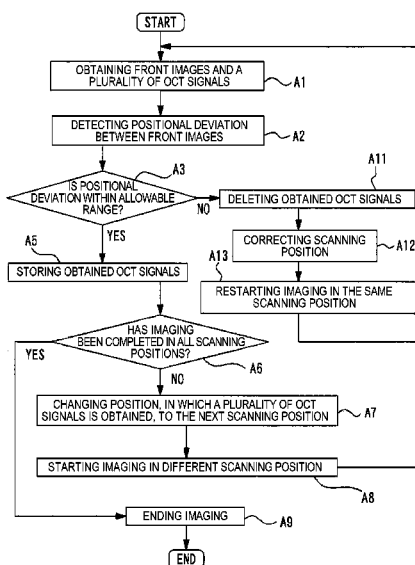 START
OBTAINING FRONT IMAGES AND A
PLURALITY OF OCT SIGNALS
A1
DETECTING POSITIONAL DEVIATION
BETWEEN FRONT IMAGES
A2
A3
IS POSITIONAL
DEVIATION WITHIN ALLOWABLE
RANGE?
NO
YES
A11
DELETING OBTAINED OCT SIGNALS
CORRECTING SCANNING
POSITION
A12
A13
RESTARTING IMAGING IN THE SAME
SCANNING POSITION
A5
STORING OBTAINED OCT SIGNALS
HAS IMAGING
BEEN COMPLETED IN ALL SCANNING
POSITIONS?
YES
A6
NO
CHANGING POSITION, IN WHICH A PLURALITY OF OCT
SIGNALS IS OBTAINED, TO THE NEXT SCANNING POSITION
A7
STARTING IMAGING IN DIFFERENT SCANNING POSITION
A8
ENDING IMAGING
A9
END